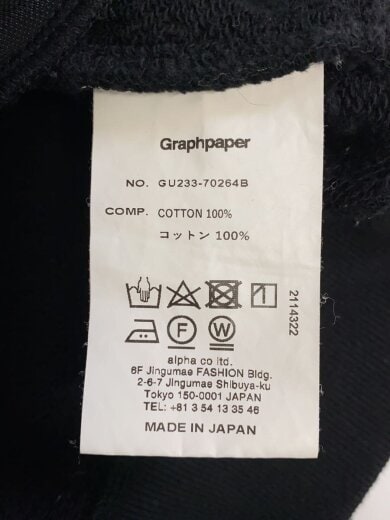 Graphpaper
NO. GU233-70264B
COMP. COTTON 100%
コットン 100%
2114322
F
W
alpha co ltd.
6F Jingumae FASHION Bldg.
2-6-7 Jingumae Shibuya-ku
Tokyo 150-0001 JAPAN
TEL: +81 3 54 13 35 46
MADE IN JAPAN